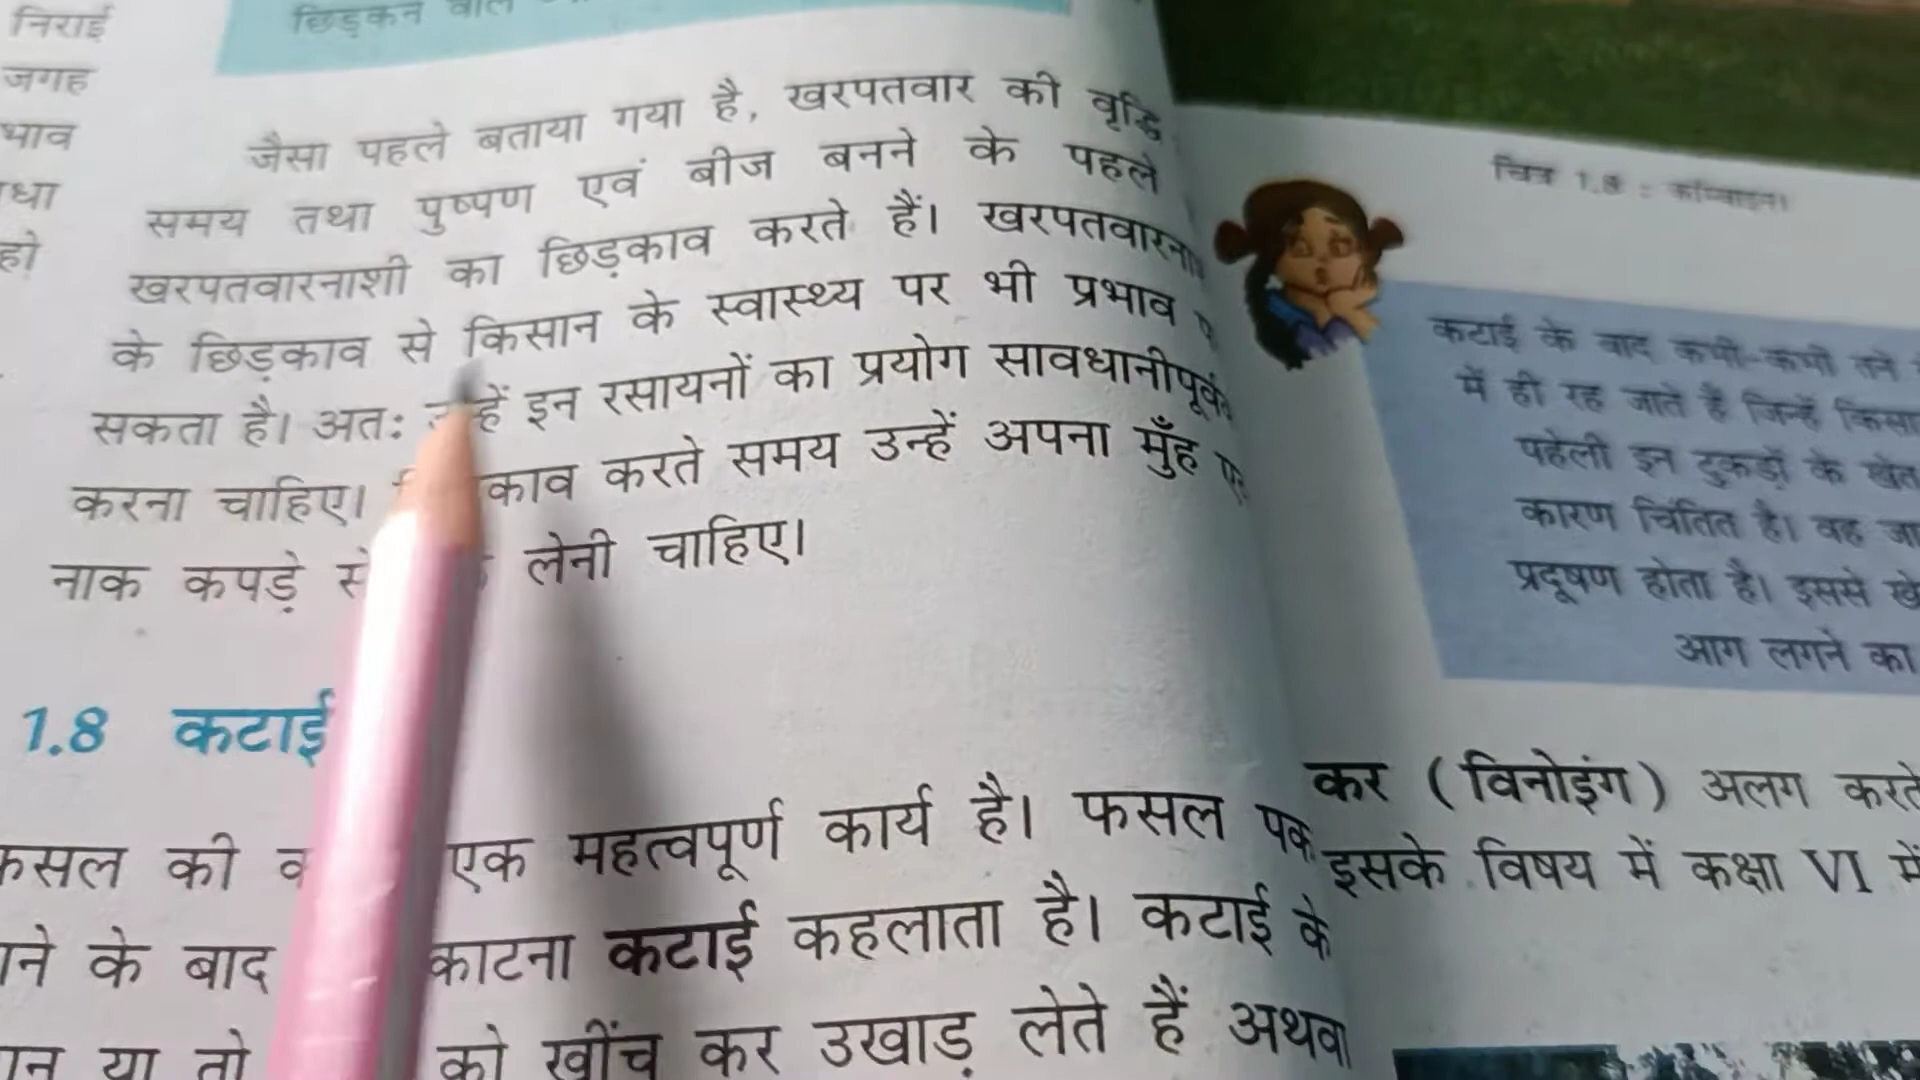 निराई
जगह
भाव
हो
छिड़कने वाले
जैसा पहले बताया गया है, खरपतवार की वृद्धि
समय तथा पुष्पण एवं बीज बनने के पहले
खरपतवारनाशी का छिड़काव करते हैं।
के छिड़काव से किसान के स्वास्थ्य पर भी प्रभाव
सकता है। अतः इन रसायनों का प्रयोग
करना चाहिए। काव करते समय उन्हें अपना मुँह
नाक कपड़े लेनी चाहिए।
1.8 कटाई
फसल की एक महत्वपूर्ण कार्य है। फसल पक
के बाद काटना कटाई कहलाता है। कटाई के
या तो को खींच कर उखाड़ लेते हैं अथवा
चित्र 1.8 :
कटाई के बाद कभी-कभी तने
में ही रह जाते हैं जिन्हें
पहेली इन टुकड़ों के खेत
कारण चिंतित है। वह
प्रदूषण होता है। इससे
आग लगने का
कर (विनोइंग) अलग करते
इसके विषय में कक्षा VI में